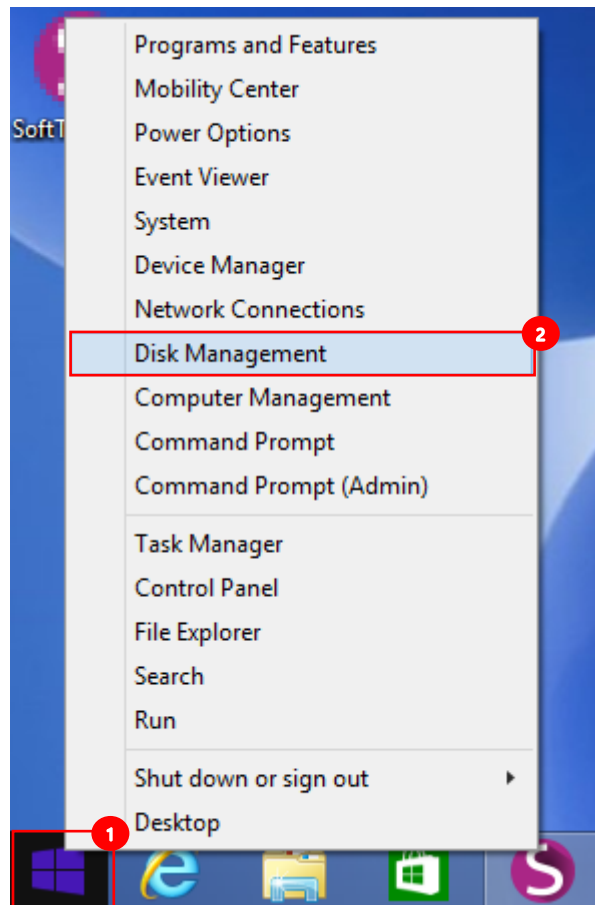 Programs and Features
Mobility Center
SoftT
Power Options
Event Viewer
System
Device Manager
Network Connections
2
Disk Management
Computer Management
Command Prompt
Command Prompt (Admin)
Task Manager
Control Panel
File Explorer
Search
Run
Shut down or sign out
1
Desktop
S